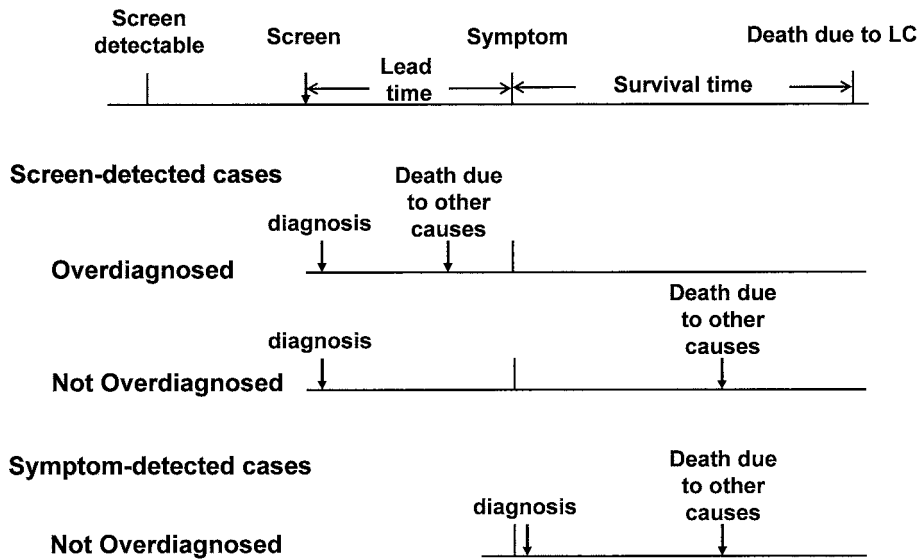 Screen
detectable
Screen
Symptom
Death due to LC
Lead
time
Survival time
Screen-detected cases
Death due
to other
causes
diagnosis
Overdiagnosed
Death due
to other
causes
diagnosis
Not Overdiagnosed
Symptom-detected cases
Death due
to other
causes
diagnosis
Not Overdiagnosed